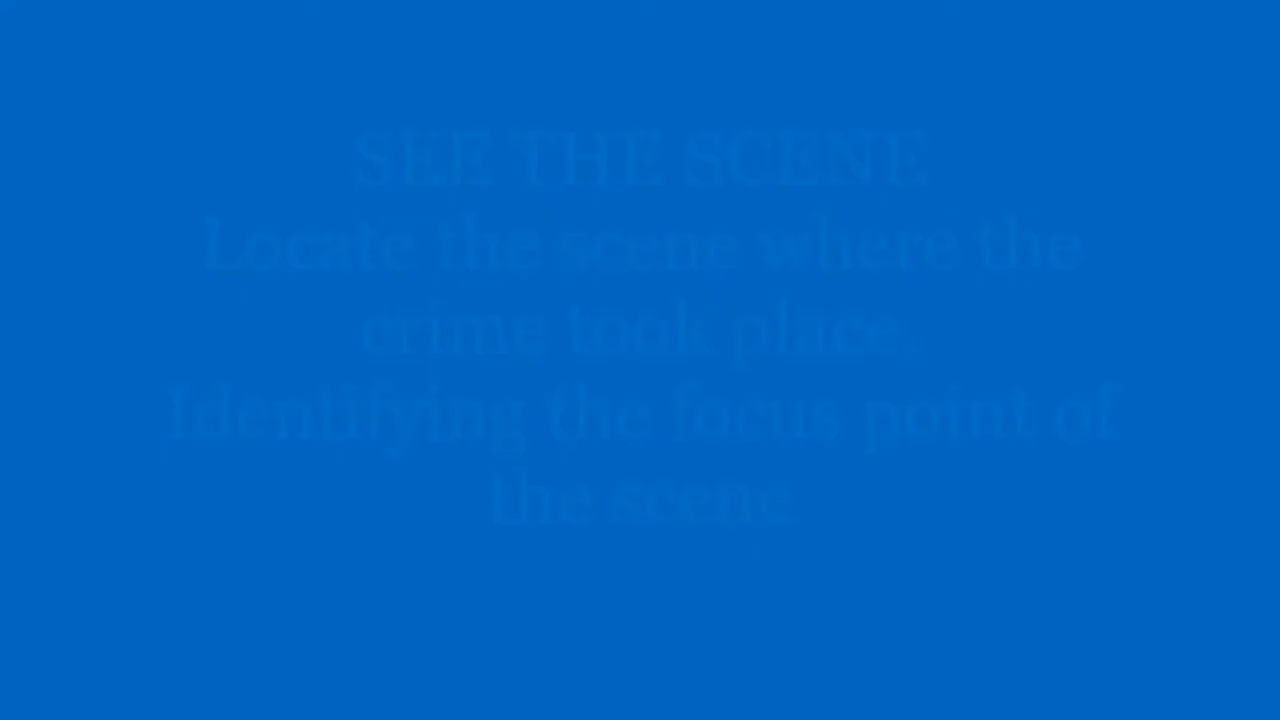 SEE THE SCENE
Locate the scene where the
crime took place.
Identifying the focus point of
the scene